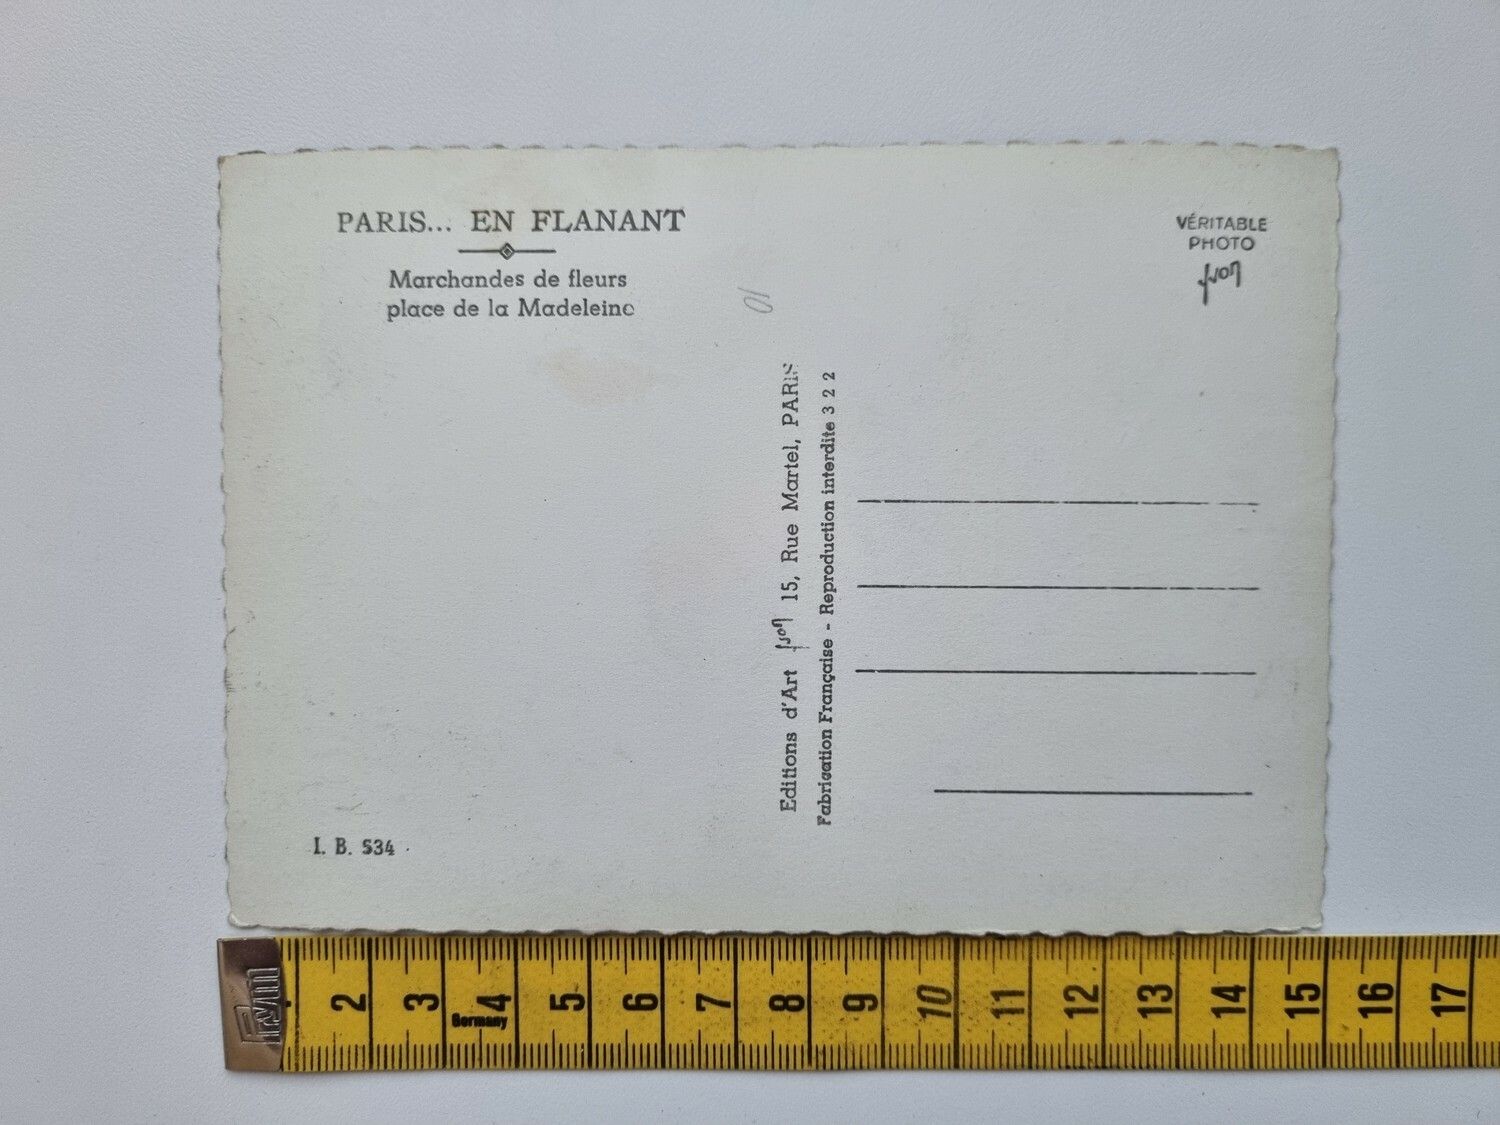 PARIS... EN FLANANT
Marchandes de fleurs
place de la Madeleine
I. B. 534
Editions d'Art yvon 15, Rue Martel, PARIS
Fabrication Française - Reproduction interdite 3 2 2
VÉRITABLE
PHOTO
yvon
Prym
Germany
2 3 4 5 6 7 8 9 10 11 12 13 14 15 16 17